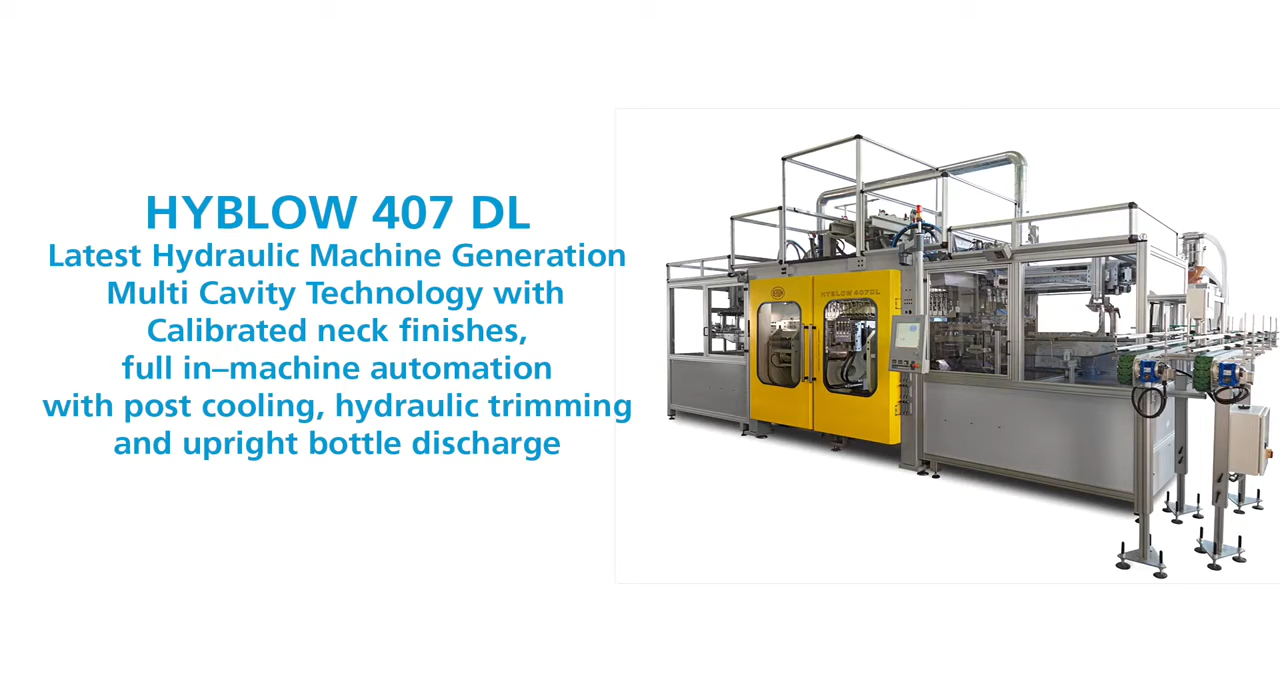 HYBLOW 407 DL
Latest Hydraulic Machine Generation
Multi Cavity Technology with
Calibrated neck finishes,
full in–machine automation
with post cooling, hydraulic trimming
and upright bottle discharge
HYBLOW 407DL